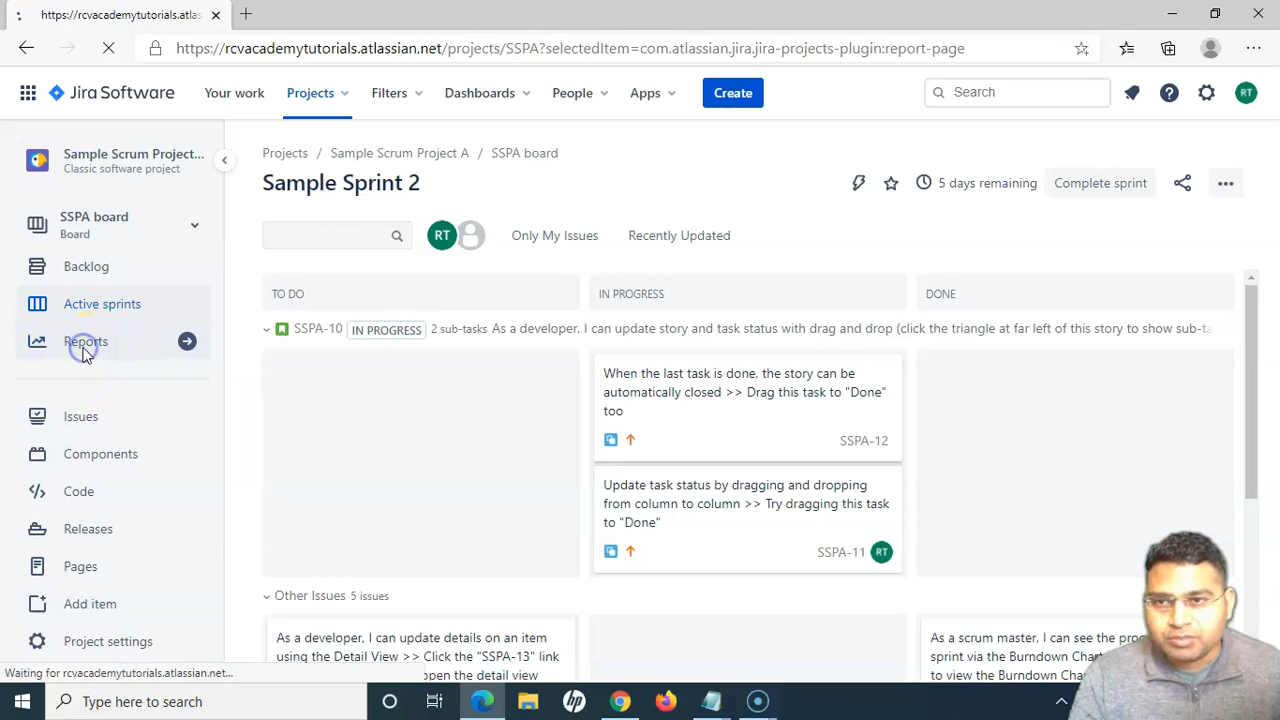 https://rcvacademytutorials.atlas
https://rcvacademytutorials.atlassian.net/projects/SSPA?selectedItem=com.atlassian.jira.jira-projects-plugin:report-page
Jira Software
Your work
Projects
Filters
Dashboards
People
Apps
Create
Search
RT
Sample Scrum Project...
Classic software project
SSPA board
Board
Backlog
Active sprints
Reports
Issues
Components
Code
Releases
Pages
Add item
Project settings
Projects / Sample Scrum Project A / SSPA board
Sample Sprint 2
5 days remaining
Complete sprint
RT
Only My Issues
Recently Updated
TO DO
IN PROGRESS
DONE
SSPA-10 IN PROGRESS 2 sub-tasks As a developer, I can update story and task status with drag and drop (click the triangle at far left of this story to show sub-ta
When the last task is done, the story can be
automatically closed >> Drag this task to "Done"
too
SSPA-12
Update task status by dragging and dropping
from column to column >> Try dragging this task
to "Done"
SSPA-11 RT
Other Issues 5 issues
As a developer, I can update details on an item
using the Detail View >> Click the "SSPA-13" link
open the detail view
As a scrum master, I can see the pro
sprint via the Burndown Char
to view the Burndown Chart
Waiting for rcvacademytutorials.atlassian.net...
Type here to search